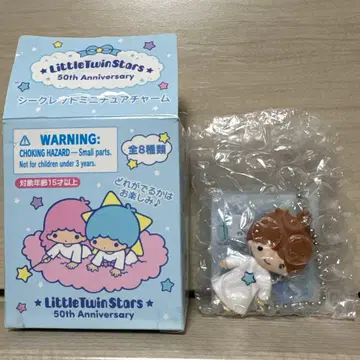 ★LittleTwinStars★
50th Anniversary
シークレットミニチュアチャーム
WARNING:
CHOKING HAZARD — Small parts.
Not for children under 3 years.
全8種類
対象年齢15才以上
どれがでるかは
お楽しみ♪
★LittleTwinStars★
50th Anniversary